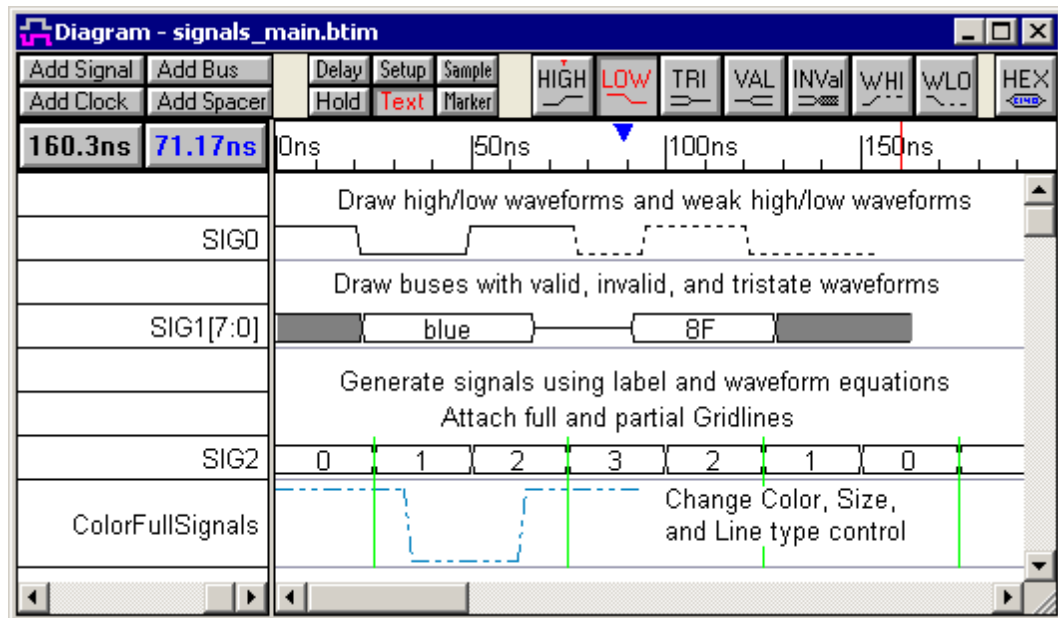 Diagram - signals_main.btim
Add Signal Add Bus Delay Setup Sample HIGH LOW TRI VAL INVal WHI WLO HEX
Add Clock Add Spacer Hold Text Marker
160.3ns 71.17ns 0ns 50ns 100ns 150ns
Draw high/low waveforms and weak high/low waveforms
SIG0
Draw buses with valid, invalid, and tristate waveforms
SIG1[7:0] blue 8F
Generate signals using label and waveform equations
Attach full and partial Gridlines
SIG2 0 1 2 3 2 1 0
Change Color, Size,
ColorFullSignals and Line type control